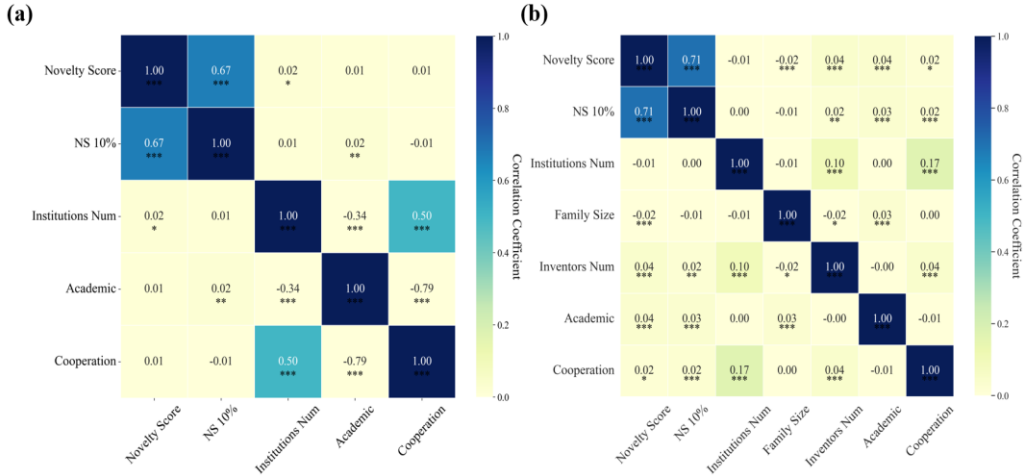 (a)
Novelty Score 1.00 0.67 0.02 0.01 0.01
*** *** *
NS 10% 0.67 1.00 0.01 0.02 -0.01
*** *** **
Institutions Num 0.02 0.01 1.00 -0.34 0.50
* *** *** ***
Academic 0.01 0.02 -0.34 1.00 -0.79
** *** *** ***
Cooperation 0.01 -0.01 0.50 -0.79 1.00
*** *** ***
Novelty Score NS 10% Institutions Num Academic Cooperation
1.0
0.8
0.6
0.4
0.2
0.0
Correlation Coefficient
(b)
Novelty Score 1.00 0.71 -0.01 -0.02 0.04 0.04 0.02
*** *** *** *** *** *
NS 10% 0.71 1.00 0.00 -0.01 0.02 0.03 0.02
*** *** ** *** ***
Institutions Num -0.01 0.00 1.00 -0.01 0.10 0.00 0.17
*** *** ***
Family Size -0.02 -0.01 -0.01 1.00 -0.02 0.03 0.00
*** *** * ***
Inventors Num 0.04 0.02 0.10 -0.02 1.00 -0.00 0.04
*** ** *** * *** ***
Academic 0.04 0.03 0.00 0.03 -0.00 1.00 -0.01
*** *** *** ***
Cooperation 0.02 0.02 0.17 0.00 0.04 -0.01 1.00
* *** *** *** ***
Novelty Score NS 10% Institutions Num Family Size Inventors Num Academic Cooperation
1.0
0.8
0.6
0.4
0.2
0.0
Correlation Coefficient